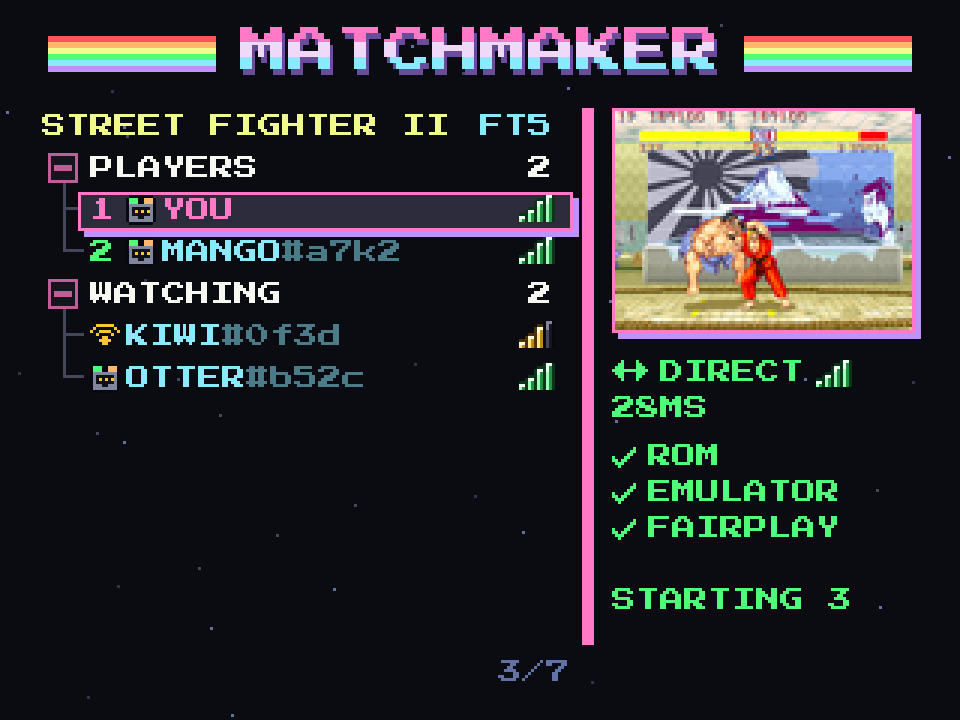 MATCHMAKER
STREET FIGHTER II FT5
PLAYERS 2
1 YOU
2 MANGO#a7k2
WATCHING 2
KIWI#0f3d
OTTER#b52c
DIRECT
28MS
ROM
EMULATOR
FAIRPLAY
STARTING 3
3/7